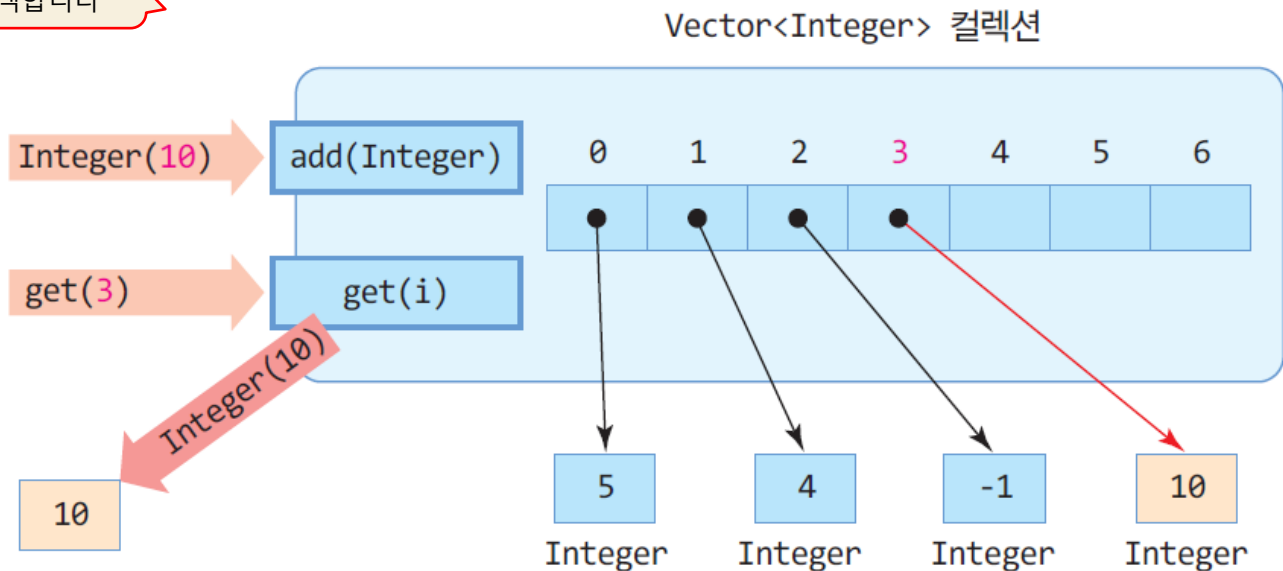 Vector<Integer> 컬렉션
Integer(10)
add(Integer)
0 1 2 3 4 5 6
get(3)
get(i)
Integer(10)
10
5 4 -1 10
Integer Integer Integer Integer